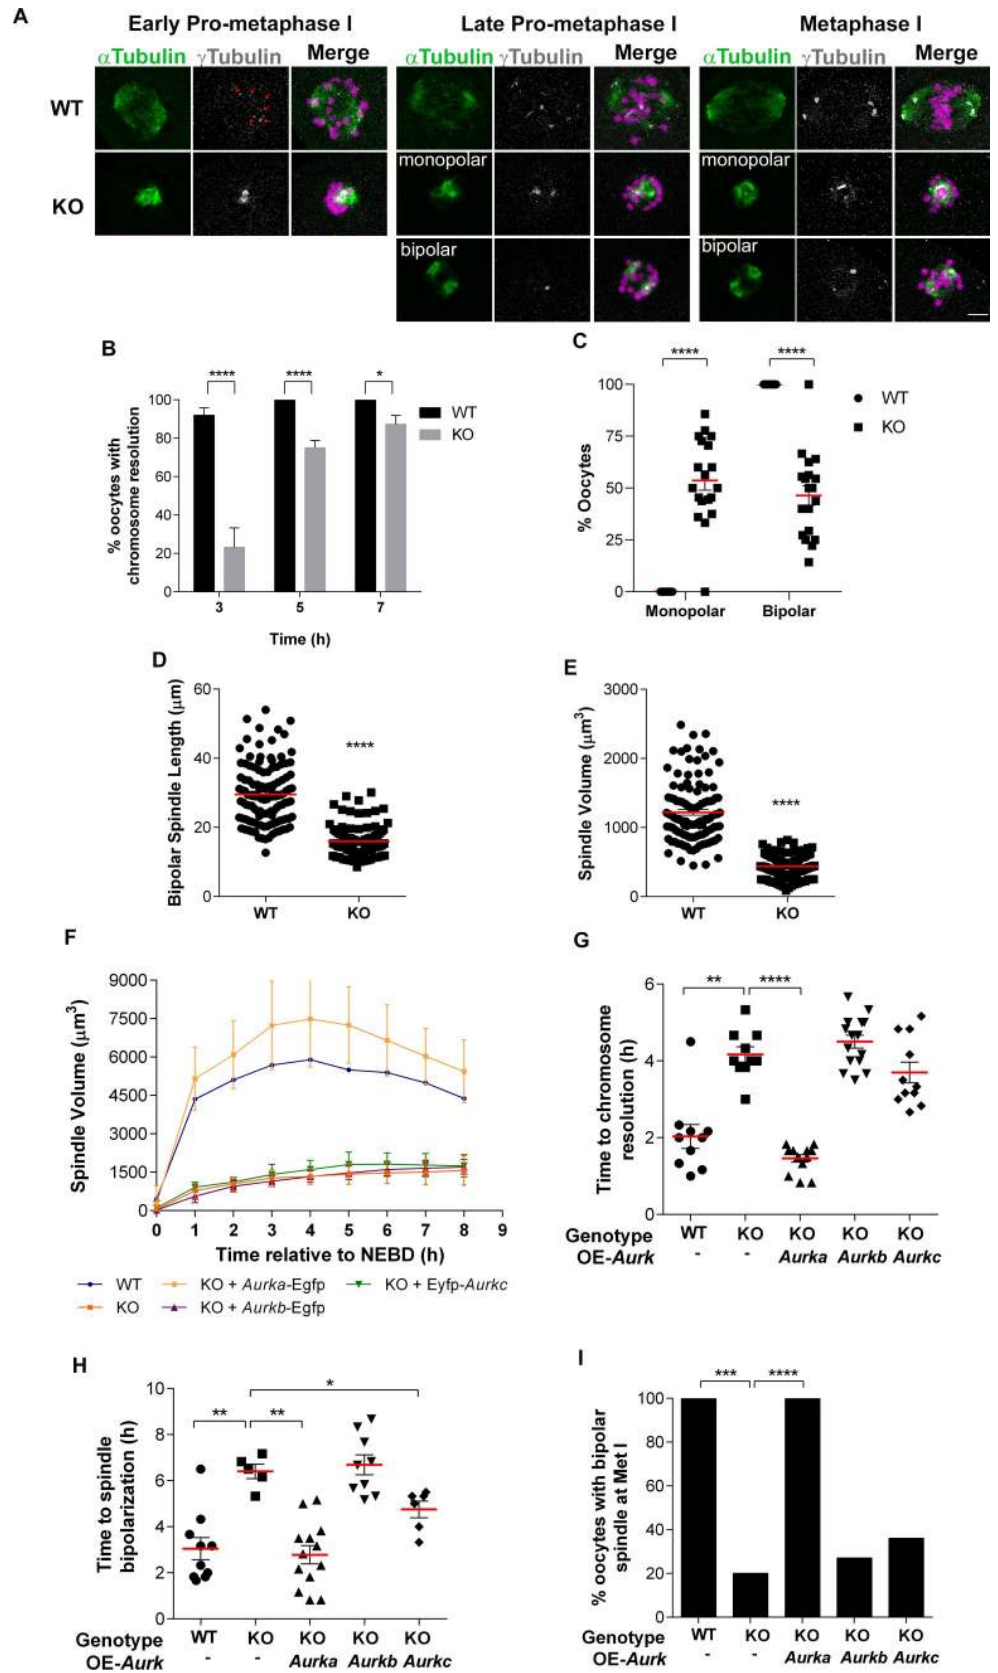 A
Early Pro-metaphase I
Late Pro-metaphase I
Metaphase I
αTubulin γTubulin Merge
αTubulin γTubulin Merge
αTubulin γTubulin Merge
WT
KO
monopolar
monopolar
bipolar
bipolar
B
% oocytes with
chromosome resolution
100
80
60
40
20
0
**** **** *
3 5 7
Time (h)
WT
KO
C
% Oocytes
100
75
50
25
0
**** ****
Monopolar Bipolar
WT
KO
D
Bipolar Spindle Length (μm)
60
40
20
0
****
WT KO
E
Spindle Volume (μm³)
3000
2000
1000
0
****
WT KO
F
Spindle Volume (μm³)
9000
7500
6000
4500
3000
1500
0
0 1 2 3 4 5 6 7 8 9
Time relative to NEBD (h)
WT
KO
KO + Aurka-Egfp
KO + Aurkb-Egfp
KO + Eyfp-Aurkc
G
Time to chromosome
resolution (h)
6
4
2
0
** ****
Genotype WT KO KO KO KO
OE-Aurk - - Aurka Aurkb Aurkc
H
Time to spindle
bipolarization (h)
10
8
6
4
2
0
*
** **
Genotype WT KO KO KO KO
OE-Aurk - - Aurka Aurkb Aurkc
I
% oocytes with bipolar
spindle at Met I
100
80
60
40
20
0
*** ****
Genotype WT KO KO KO KO
OE-Aurk - - Aurka Aurkb Aurkc